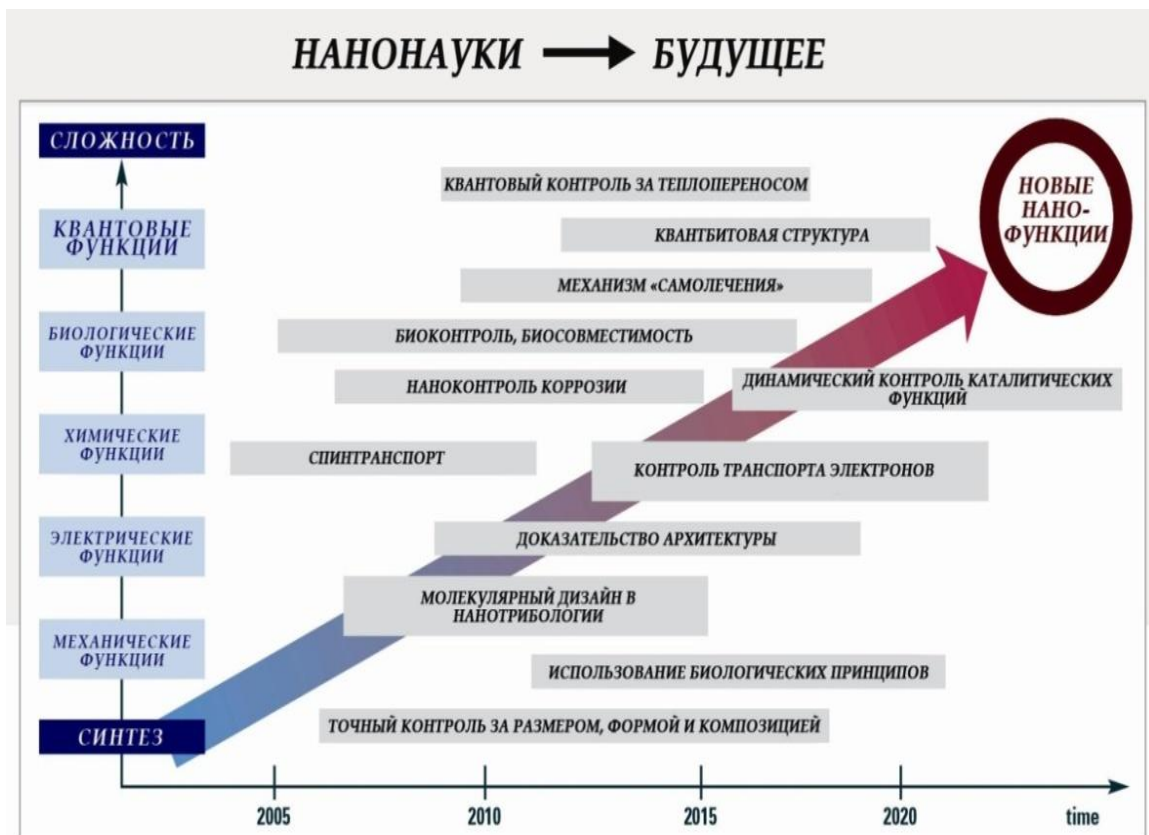 НАНОНАУКИ → БУДУЩЕЕ
СЛОЖНОСТЬ
КВАНТОВЫЕ
ФУНКЦИИ
БИОЛОГИЧЕСКИЕ
ФУНКЦИИ
ХИМИЧЕСКИЕ
ФУНКЦИИ
ЭЛЕКТРИЧЕСКИЕ
ФУНКЦИИ
МЕХАНИЧЕСКИЕ
ФУНКЦИИ
СИНТЕЗ
КВАНТОВЫЙ КОНТРОЛЬ ЗА ТЕПЛОПЕРЕНОСОМ
КВАНТБИТОВАЯ СТРУКТУРА
МЕХАНИЗМ «САМОЛЕЧЕНИЯ»
БИОКОНТРОЛЬ, БИОСОВМЕСТИМОСТЬ
НАНОКОНТРОЛЬ КОРРОЗИИ
ДИНАМИЧЕСКИЙ КОНТРОЛЬ КАТАЛИТИЧЕСКИХ
ФУНКЦИЙ
СПИНТРАНСПОРТ
КОНТРОЛЬ ТРАНСПОРТА ЭЛЕКТРОНОВ
ДОКАЗАТЕЛЬСТВО АРХИТЕКТУРЫ
МОЛЕКУЛЯРНЫЙ ДИЗАЙН В
НАНОТРИБОЛОГИИ
ИСПОЛЬЗОВАНИЕ БИОЛОГИЧЕСКИХ ПРИНЦИПОВ
ТОЧНЫЙ КОНТРОЛЬ ЗА РАЗМЕРОМ, ФОРМОЙ И КОМПОЗИЦИЕЙ
НОВЫЕ
НАНО-
ФУНКЦИИ
2005 2010 2015 2020 time